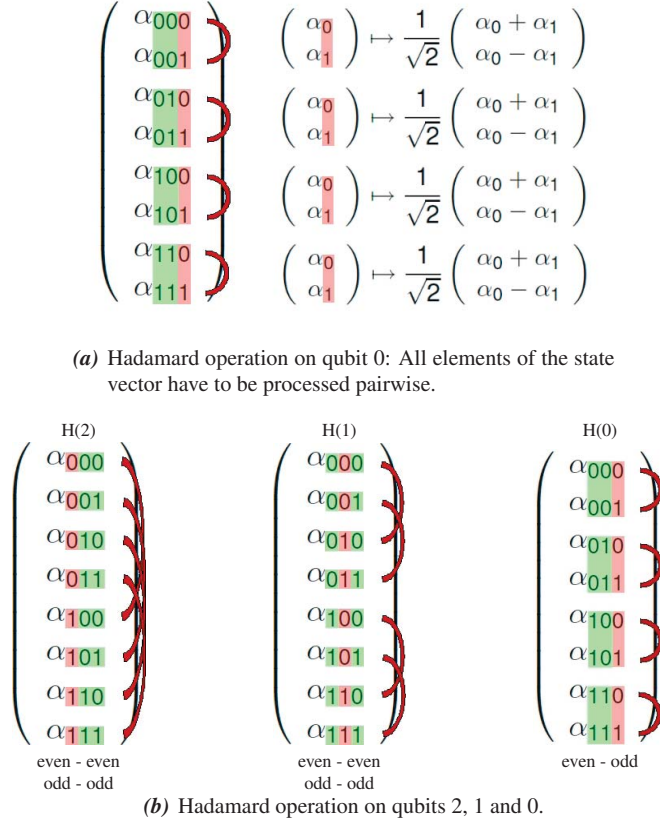 α000 ( α0 α1 ) ↦ 1/√2 ( α0 + α1 α0 − α1 )
α001
α010 ( α0 α1 ) ↦ 1/√2 ( α0 + α1 α0 − α1 )
α011
α100 ( α0 α1 ) ↦ 1/√2 ( α0 + α1 α0 − α1 )
α101
α110 ( α0 α1 ) ↦ 1/√2 ( α0 + α1 α0 − α1 )
α111
(a) Hadamard operation on qubit 0: All elements of the state
vector have to be processed pairwise.
H(2) H(1) H(0)
α000 α000 α000
α001 α001 α001
α010 α010 α010
α011 α011 α011
α100 α100 α100
α101 α101 α101
α110 α110 α110
α111 α111 α111
even - even even - even even - odd
odd - odd odd - odd
(b) Hadamard operation on qubits 2, 1 and 0.